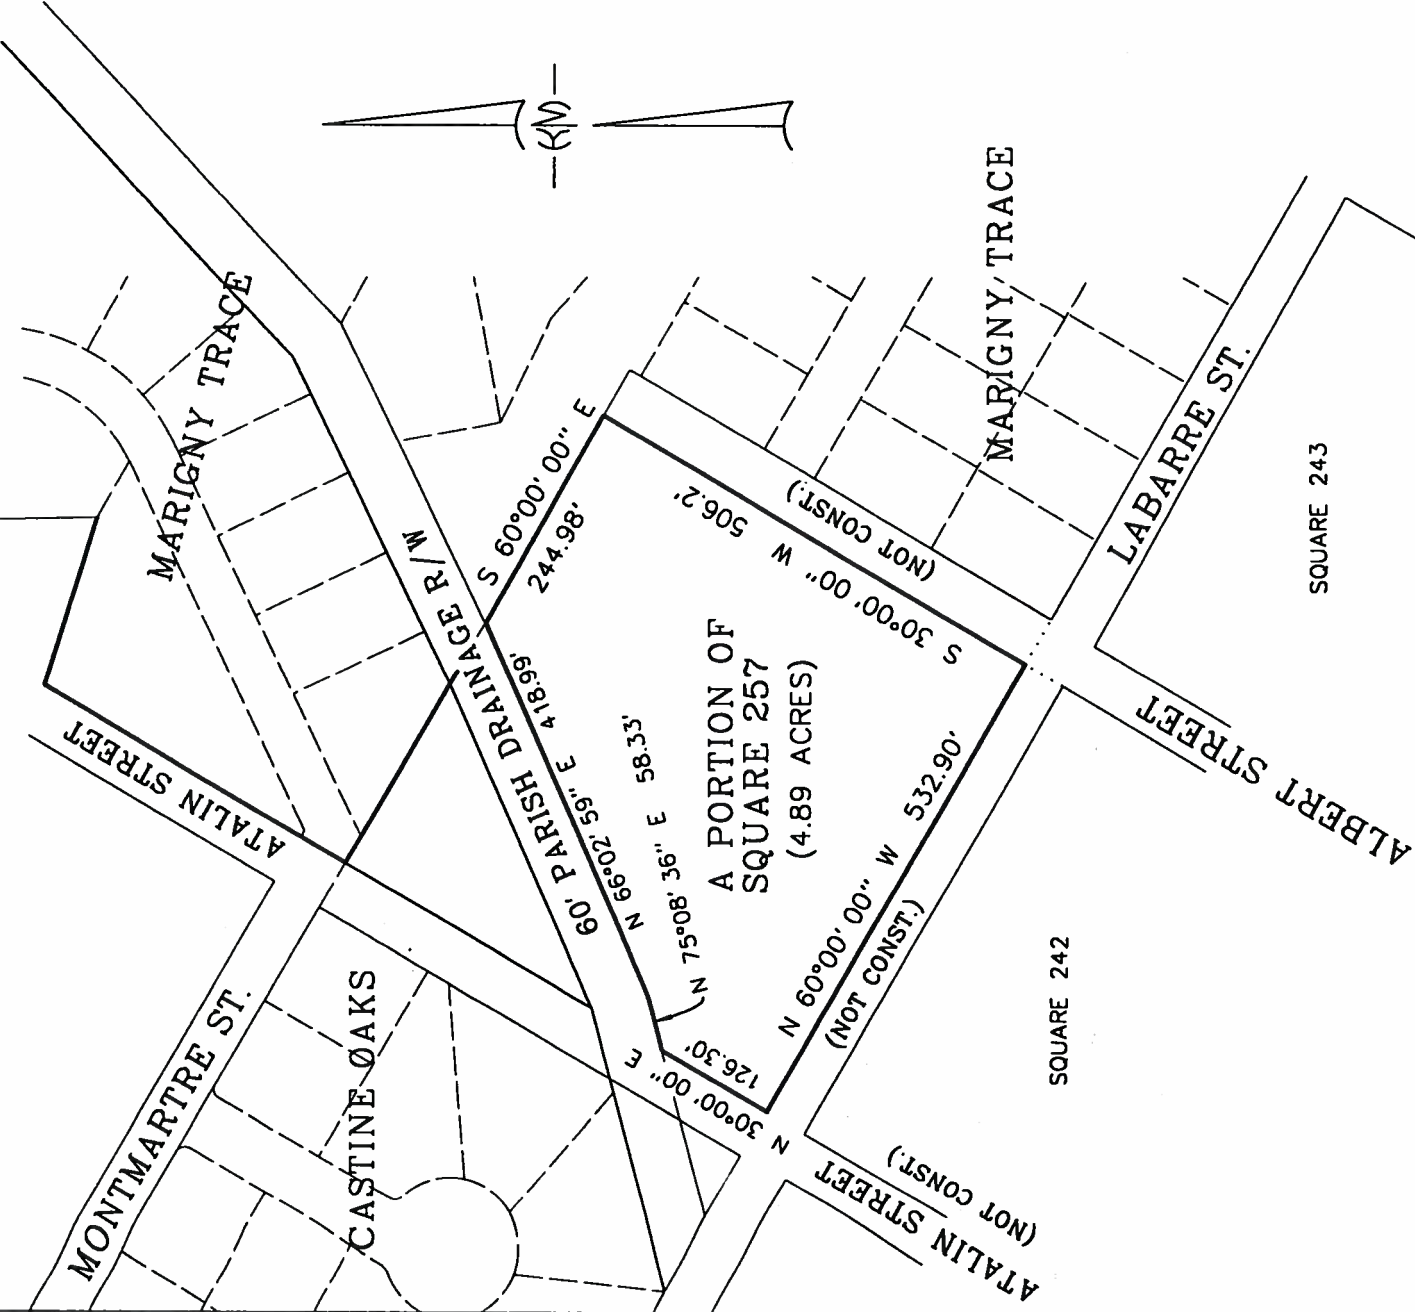 (KN)
MARIGNY TRACE
MARIGNY TRACE
ATALIN STREET
60' PARISH DRAINAGE R/W
S 60°00' 00" E
244.98'
506.2'
S 30°00' 00" W
(NOT CONST.)
N 66°02' 59" E 418.99'
N 75°08' 36" E 58.33'
A PORTION OF
SQUARE 257
(4.89 ACRES)
LABARRE ST.
SQUARE 243
ALBERT STREET
N 60°00' 00" W 532.90'
(NOT CONST.)
126.30'
N 30°00' 00" E
MONTMARTRE ST.
CASTINE OAKS
SQUARE 242
ATALIN STREET
(NOT CONST.)